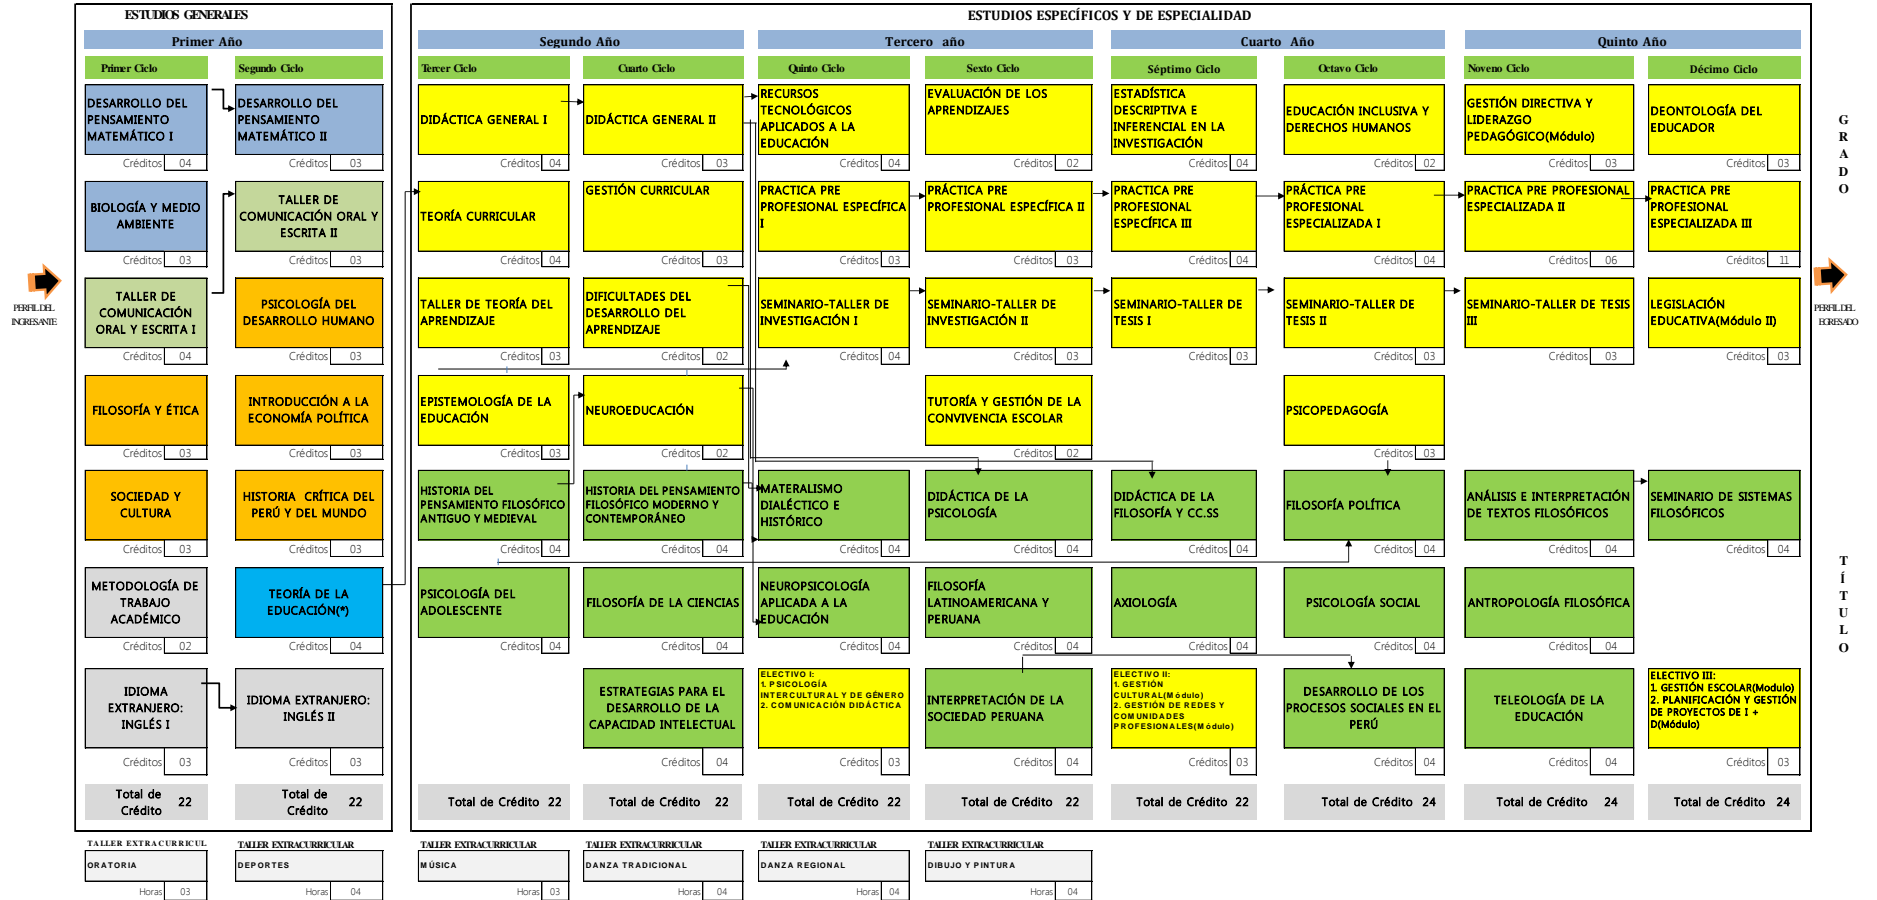 ESTUDIOS GENERALES
ESTUDIOS ESPECÍFICOS Y DE ESPECIALIDAD
Primer Año
Segundo Año
Tercero año
Cuarto Año
Quinto Año
Primer Ciclo
Segundo Ciclo
Tercer Ciclo
Cuarto Ciclo
Quinto Ciclo
Sexto Ciclo
Séptimo Ciclo
Octavo Ciclo
Noveno Ciclo
Décimo Ciclo
DESARROLLO DEL
PENSAMIENTO
MATEMÁTICO I
Créditos 04
DESARROLLO DEL
PENSAMIENTO
MATEMÁTICO II
Créditos 03
DIDÁCTICA GENERAL I
Créditos 04
DIDÁCTICA GENERAL II
Créditos 03
RECURSOS
TECNOLÓGICOS
APLICADOS A LA
EDUCACIÓN
Créditos 04
EVALUACIÓN DE LOS
APRENDIZAJES
Créditos 02
ESTADÍSTICA
DESCRIPTIVA E
INFERENCIAL EN LA
INVESTIGACIÓN
Créditos 04
EDUCACIÓN INCLUSIVA Y
DERECHOS HUMANOS
Créditos 02
GESTIÓN DIRECTIVA Y
LIDERAZGO
PEDAGÓGICO(Módulo)
Créditos 03
DEONTOLOGÍA DEL
EDUCADOR
Créditos 03
G
R
A
D
O
BIOLOGÍA Y MEDIO
AMBIENTE
Créditos 03
TALLER DE
COMUNICACIÓN ORAL Y
ESCRITA II
Créditos 03
TEORÍA CURRICULAR
Créditos 04
GESTIÓN CURRICULAR
Créditos 03
PRACTICA PRE
PROFESIONAL ESPECÍFICA
I
Créditos 03
PRÁCTICA PRE
PROFESIONAL ESPECÍFICA II
Créditos 03
PRACTICA PRE
PROFESIONAL
ESPECÍFICA III
Créditos 04
PRÁCTICA PRE
PROFESIONAL
ESPECIALIZADA I
Créditos 04
PRACTICA PRE PROFESIONAL
ESPECIALIZADA II
Créditos 06
PRACTICA PRE
PROFESIONAL
ESPECIALIZADA III
Créditos 11
PERFIL DEL
INGRESANTE
TALLER DE
COMUNICACIÓN
ORAL Y ESCRITA I
Créditos 04
PSICOLOGÍA DEL
DESARROLLO HUMANO
Créditos 03
TALLER DE TEORÍA DEL
APRENDIZAJE
Créditos 03
DIFICULTADES DEL
DESARROLLO DEL
APRENDIZAJE
Créditos 02
SEMINARIO-TALLER DE
INVESTIGACIÓN I
Créditos 04
SEMINARIO-TALLER DE
INVESTIGACIÓN II
Créditos 03
SEMINARIO-TALLER DE
TESIS I
Créditos 03
SEMINARIO-TALLER DE
TESIS II
Créditos 03
SEMINARIO-TALLER DE TESIS
III
Créditos 03
LEGISLACIÓN
EDUCATIVA(Módulo II)
Créditos 03
PERFIL DEL
EGRESADO
FILOSOFÍA Y ÉTICA
Créditos 03
INTRODUCCIÓN A LA
ECONOMÍA POLÍTICA
Créditos 03
EPISTEMOLOGÍA DE LA
EDUCACIÓN
Créditos 03
NEUROEDUCACIÓN
Créditos 02
TUTORÍA Y GESTIÓN DE LA
CONVIVENCIA ESCOLAR
Créditos 02
PSICOPEDAGOGÍA
Créditos 03
SOCIEDAD Y
CULTURA
Créditos 03
HISTORIA CRÍTICA DEL
PERÚ Y DEL MUNDO
Créditos 03
HISTORIA DEL
PENSAMIENTO FILOSÓFICO
ANTIGUO Y MEDIEVAL
Créditos 04
HISTORIA DEL PENSAMIENTO
FILOSÓFICO MODERNO Y
CONTEMPORÁNEO
Créditos 04
MATERALISMO
DIALÉCTICO E
HISTÓRICO
Créditos 04
DIDÁCTICA DE LA
PSICOLOGÍA
Créditos 04
DIDÁCTICA DE LA
FILOSOFÍA Y CC.SS
Créditos 04
FILOSOFÍA POLÍTICA
Créditos 04
ANÁLISIS E INTERPRETACIÓN
DE TEXTOS FILOSÓFICOS
Créditos 04
SEMINARIO DE SISTEMAS
FILOSÓFICOS
Créditos 04
T
Í
T
U
L
O
METODOLOGÍA DE
TRABAJO
ACADÉMICO
Créditos 02
TEORÍA DE LA
EDUCACIÓN(*)
Créditos 04
PSICOLOGÍA DEL
ADOLESCENTE
Créditos 04
FILOSOFÍA DE LA CIENCIAS
Créditos 04
NEUROPSICOLOGÍA
APLICADA A LA
EDUCACIÓN
Créditos 04
FILOSOFÍA
LATINOAMERICANA Y
PERUANA
Créditos 04
AXIOLOGÍA
Créditos 04
PSICOLOGÍA SOCIAL
Créditos 04
ANTROPOLOGÍA FILOSÓFICA
Créditos 04
IDIOMA
EXTRANJERO:
INGLÉS I
Créditos 03
IDIOMA EXTRANJERO:
INGLÉS II
Créditos 03
ESTRATEGIAS PARA EL
DESARROLLO DE LA
CAPACIDAD INTELECTUAL
Créditos 04
ELECTIVO I:
1. PSICOLOGÍA
INTERCULTURAL Y DE GÉNERO
2. COMUNICACIÓN DIDÁCTICA
Créditos 03
INTERPRETACIÓN DE LA
SOCIEDAD PERUANA
Créditos 04
ELECTIVO II:
1. GESTIÓN
CULTURAL(Módulo)
2. GESTIÓN DE REDES Y
COMUNIDADES
PROFESIONALES(Módulo)
Créditos 03
DESARROLLO DE LOS
PROCESOS SOCIALES EN EL
PERÚ
Créditos 04
TELEOLOGÍA DE LA
EDUCACIÓN
Créditos 04
ELECTIVO III:
1. GESTIÓN ESCOLAR(Modulo)
2. PLANIFICACIÓN Y GESTIÓN
DE PROYECTOS DE I +
D(Módulo)
Créditos 03
Total de
Crédito 22
Total de
Crédito 22
Total de Crédito 22
Total de Crédito 22
Total de Crédito 22
Total de Crédito 22
Total de Crédito 22
Total de Crédito 24
Total de Crédito 24
Total de Crédito 24
TALLER EXTRACURRICUL
ORATORIA
Horas 03
TALLER EXTRACURRICULAR
DEPORTES
Horas 04
TALLER EXTRACURRICULAR
MÚSICA
Horas 03
TALLER EXTRACURRICULAR
DANZA TRADICIONAL
Horas 04
TALLER EXTRACURRICULAR
DANZA REGIONAL
Horas 04
TALLER EXTRACURRICULAR
DIBUJO Y PINTURA
Horas 04